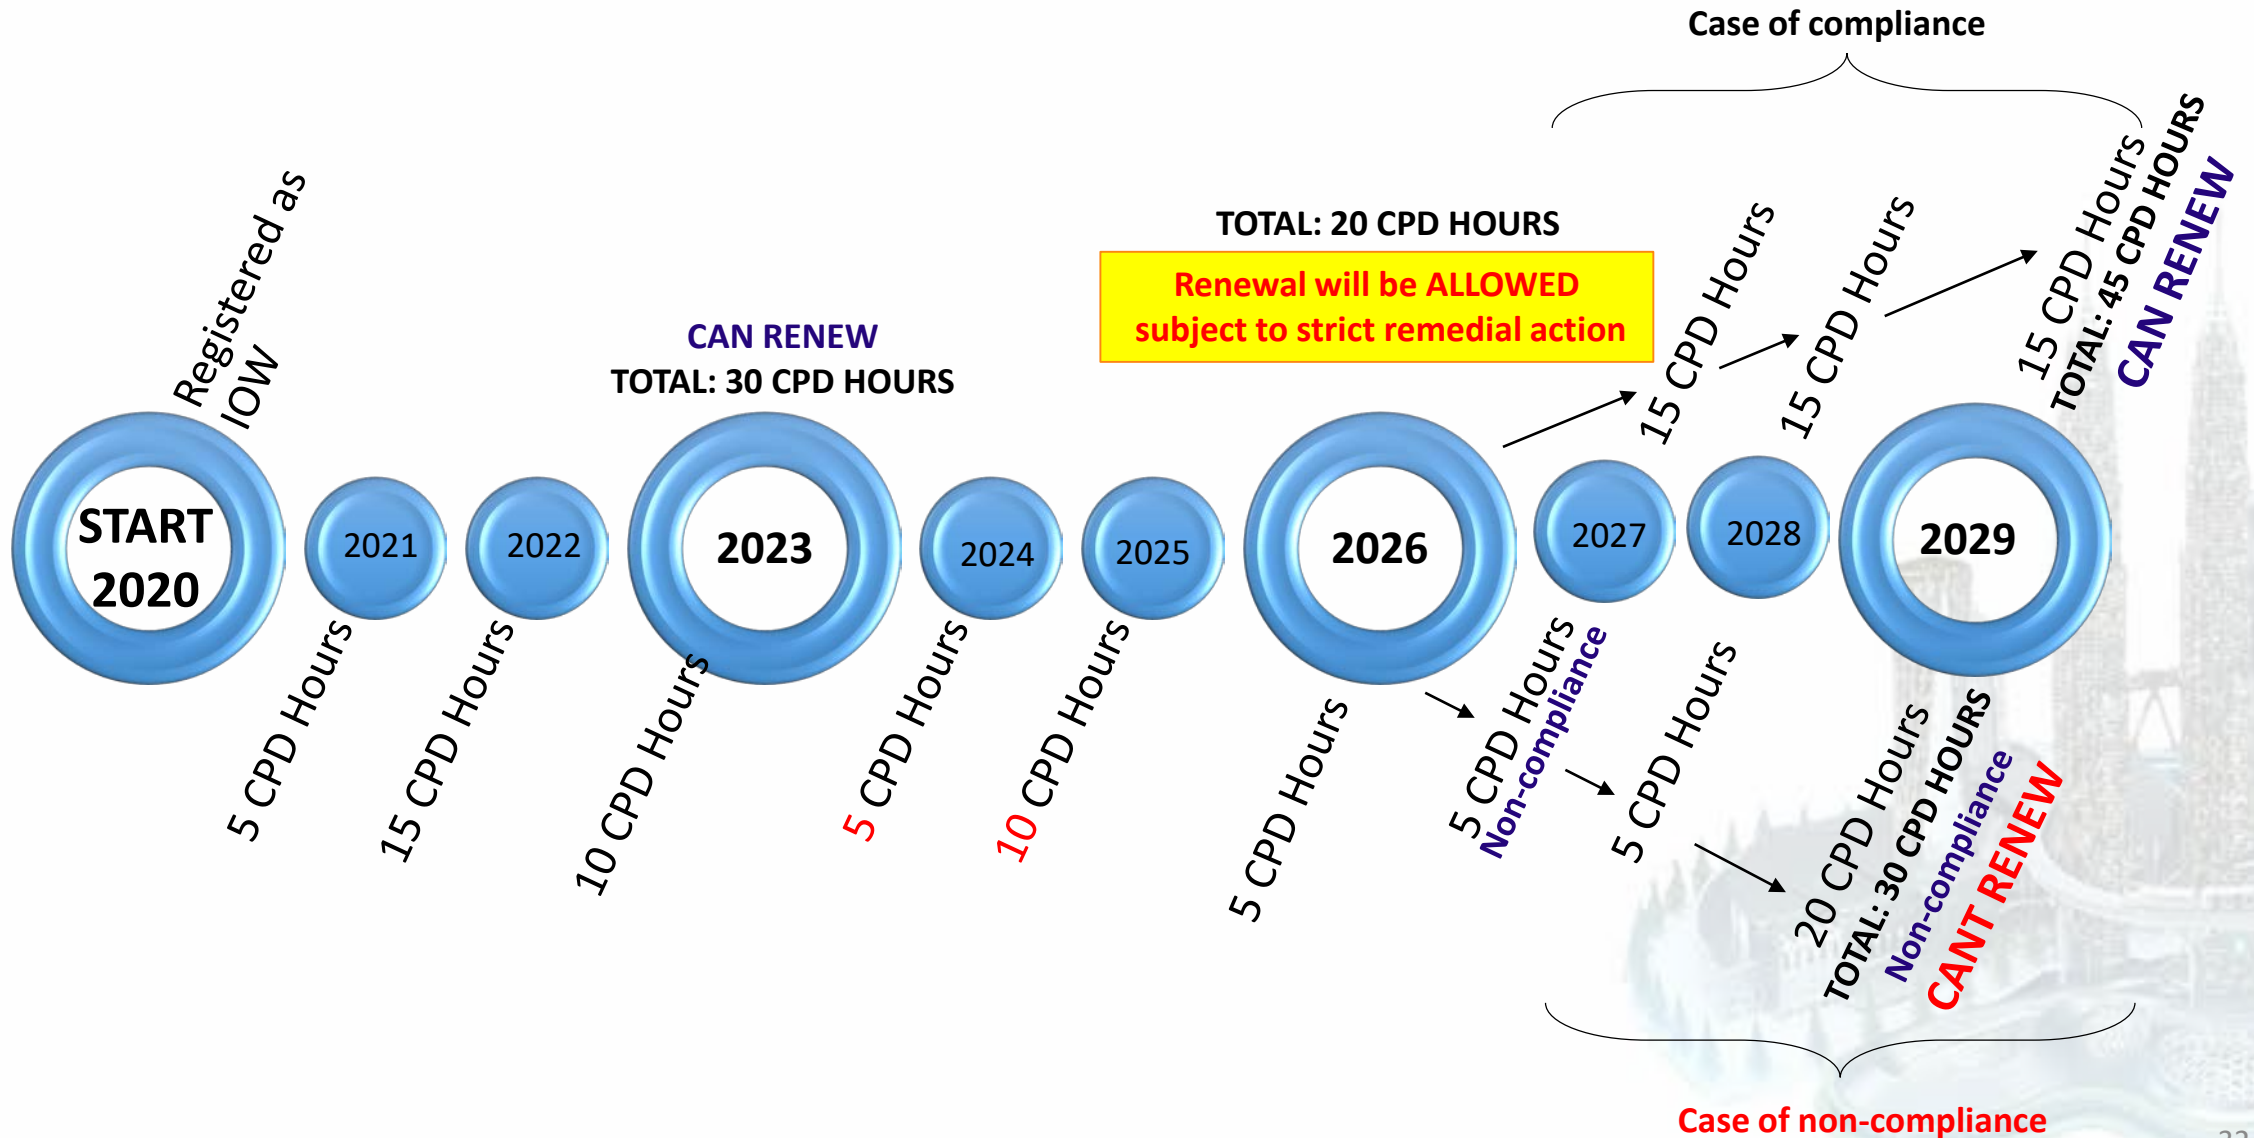 Case of compliance
Registered as
IOW
TOTAL: 20 CPD HOURS
Renewal will be ALLOWED
subject to strict remedial action
CAN RENEW
TOTAL: 30 CPD HOURS
15 CPD Hours
15 CPD Hours
15 CPD Hours
TOTAL: 45 CPD HOURS
CAN RENEW
START
2020
2021
2022
2023
2024
2025
2026
2027
2028
2029
5 CPD Hours
15 CPD Hours
10 CPD Hours
5 CPD Hours
10 CPD Hours
5 CPD Hours
5 CPD Hours
Non-compliance
5 CPD Hours
20 CPD Hours
TOTAL: 30 CPD HOURS
Non-compliance
CANT RENEW
Case of non-compliance